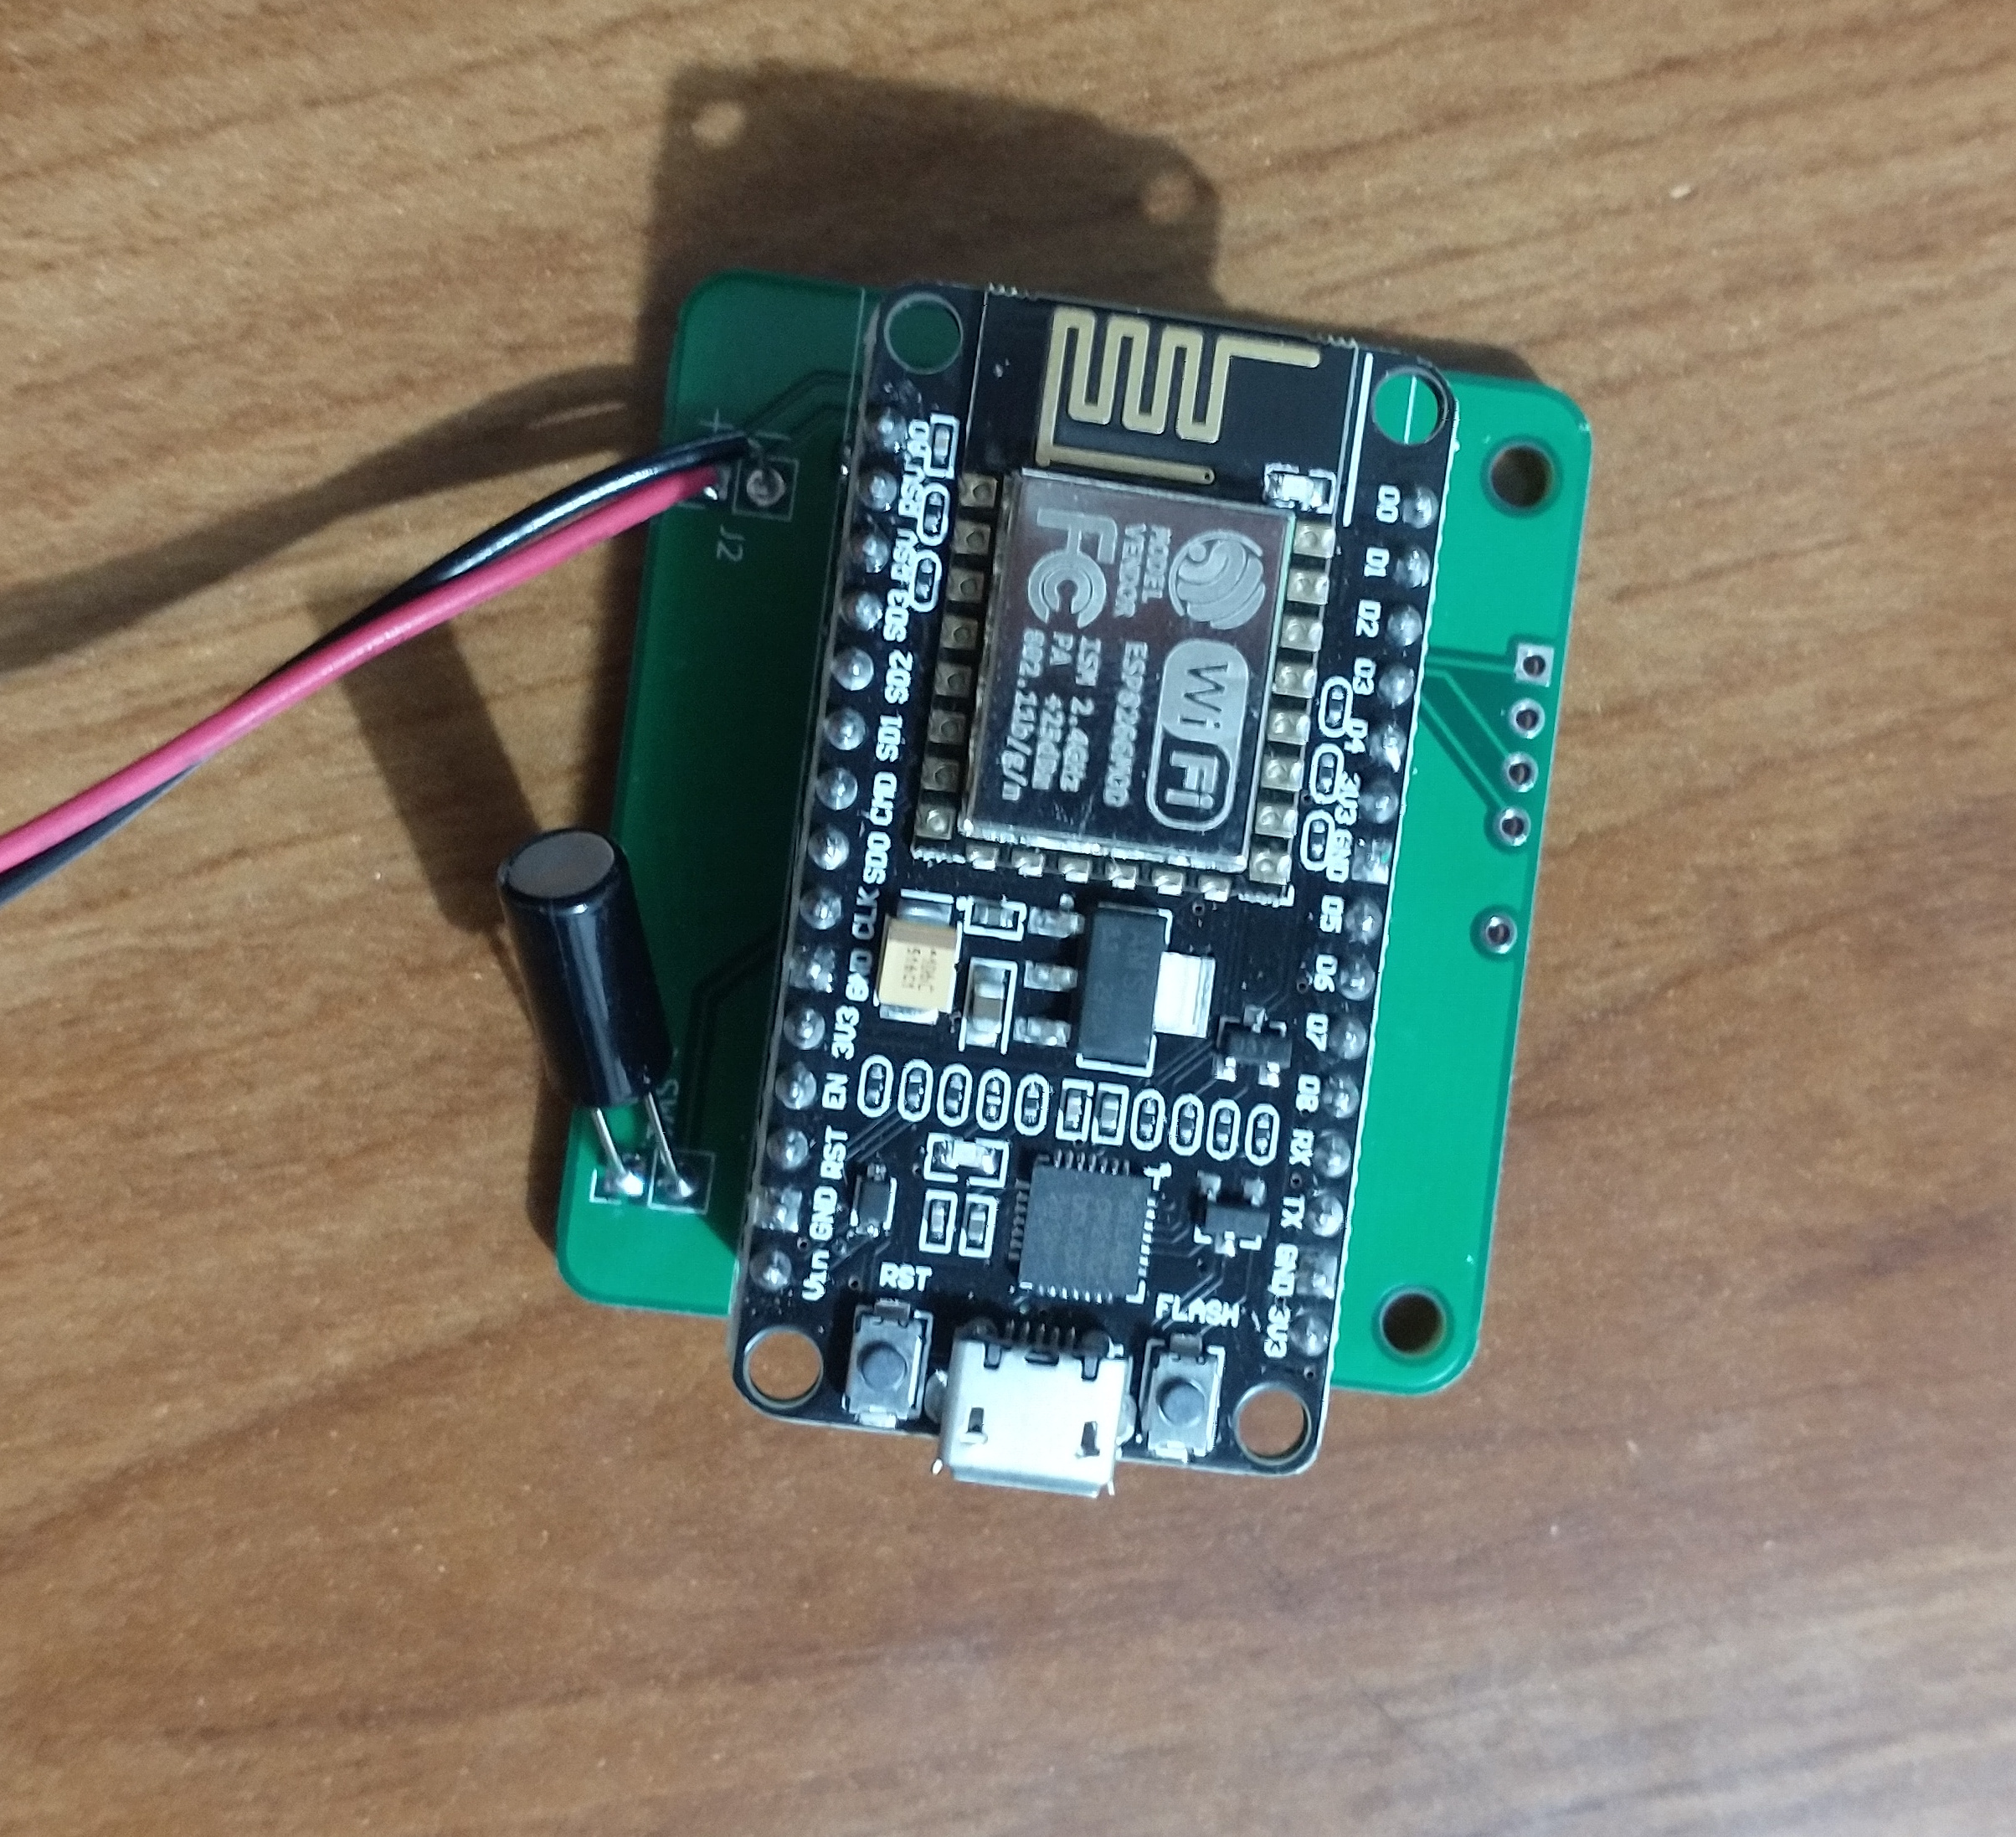 + -
J2
SW
A0
RSV
RSV
SD3
SD2
SD1
CMD
SD0
CLK
GND
3V3
EN
RST
GND
Vin
D0
D1
D2
D3
D4
3V3
GND
D5
D6
D7
D8
RX
TX
GND
3V3
WiFi
MODEL
VENDOR
ESP8266MOD
ISM 2.4GHz
PA +25dBm
802.11b/g/n
FC
RST
FLASH